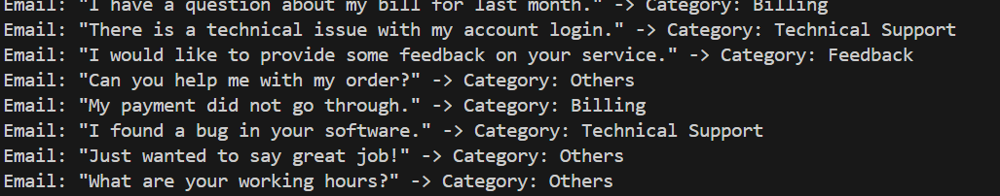 Email: "I have a question about my bill for last month." -> Category: Billing
Email: "There is a technical issue with my account login." -> Category: Technical Support
Email: "I would like to provide some feedback on your service." -> Category: Feedback
Email: "Can you help me with my order?" -> Category: Others
Email: "My payment did not go through." -> Category: Billing
Email: "I found a bug in your software." -> Category: Technical Support
Email: "Just wanted to say great job!" -> Category: Others
Email: "What are your working hours?" -> Category: Others